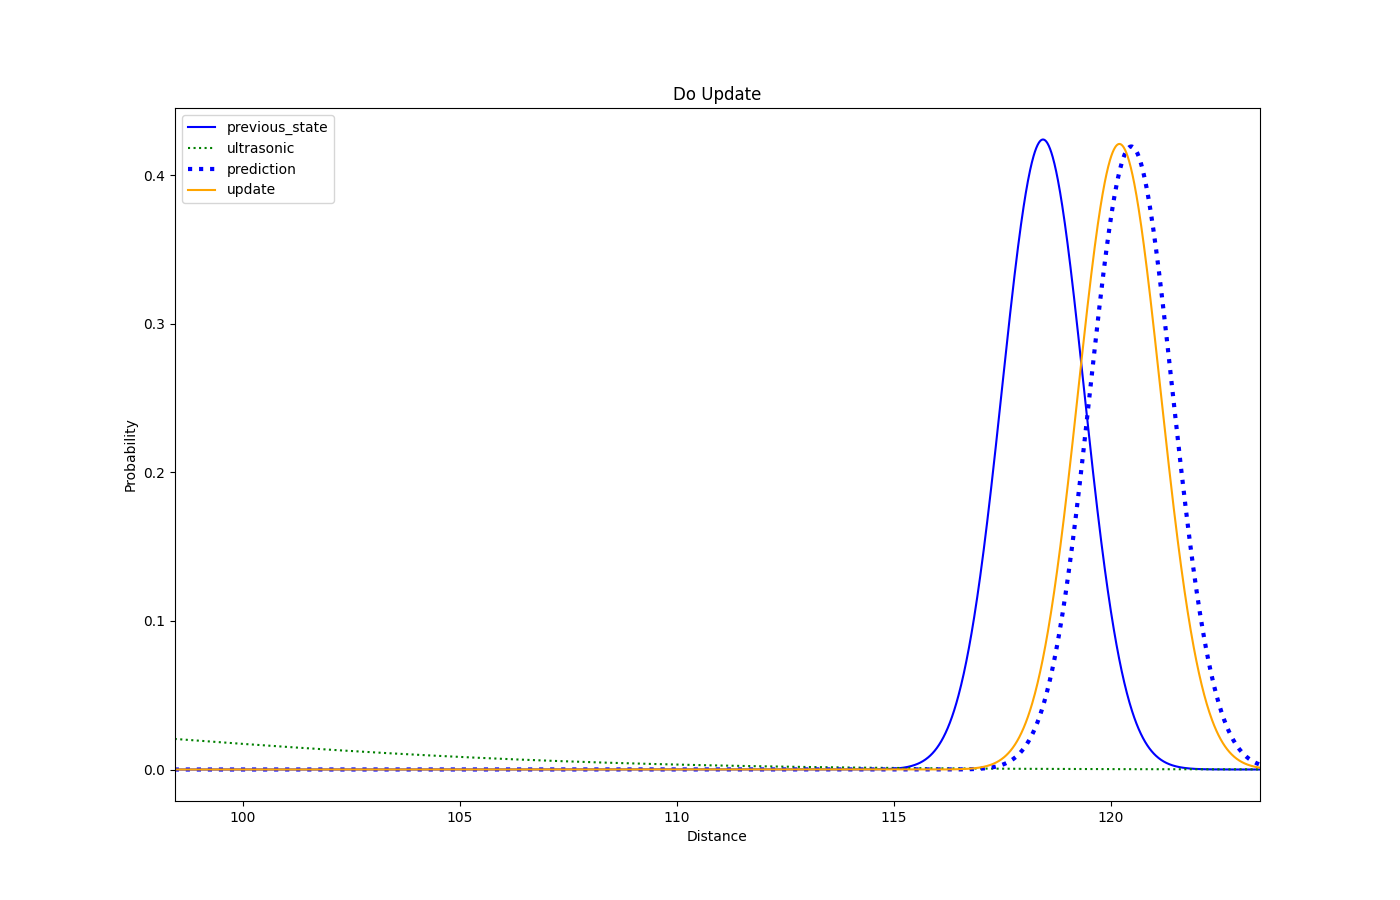 Do Update
previous_state
ultrasonic
prediction
update
0.4
0.3
0.2
0.1
0.0
Probability
100
105
110
115
120
Distance